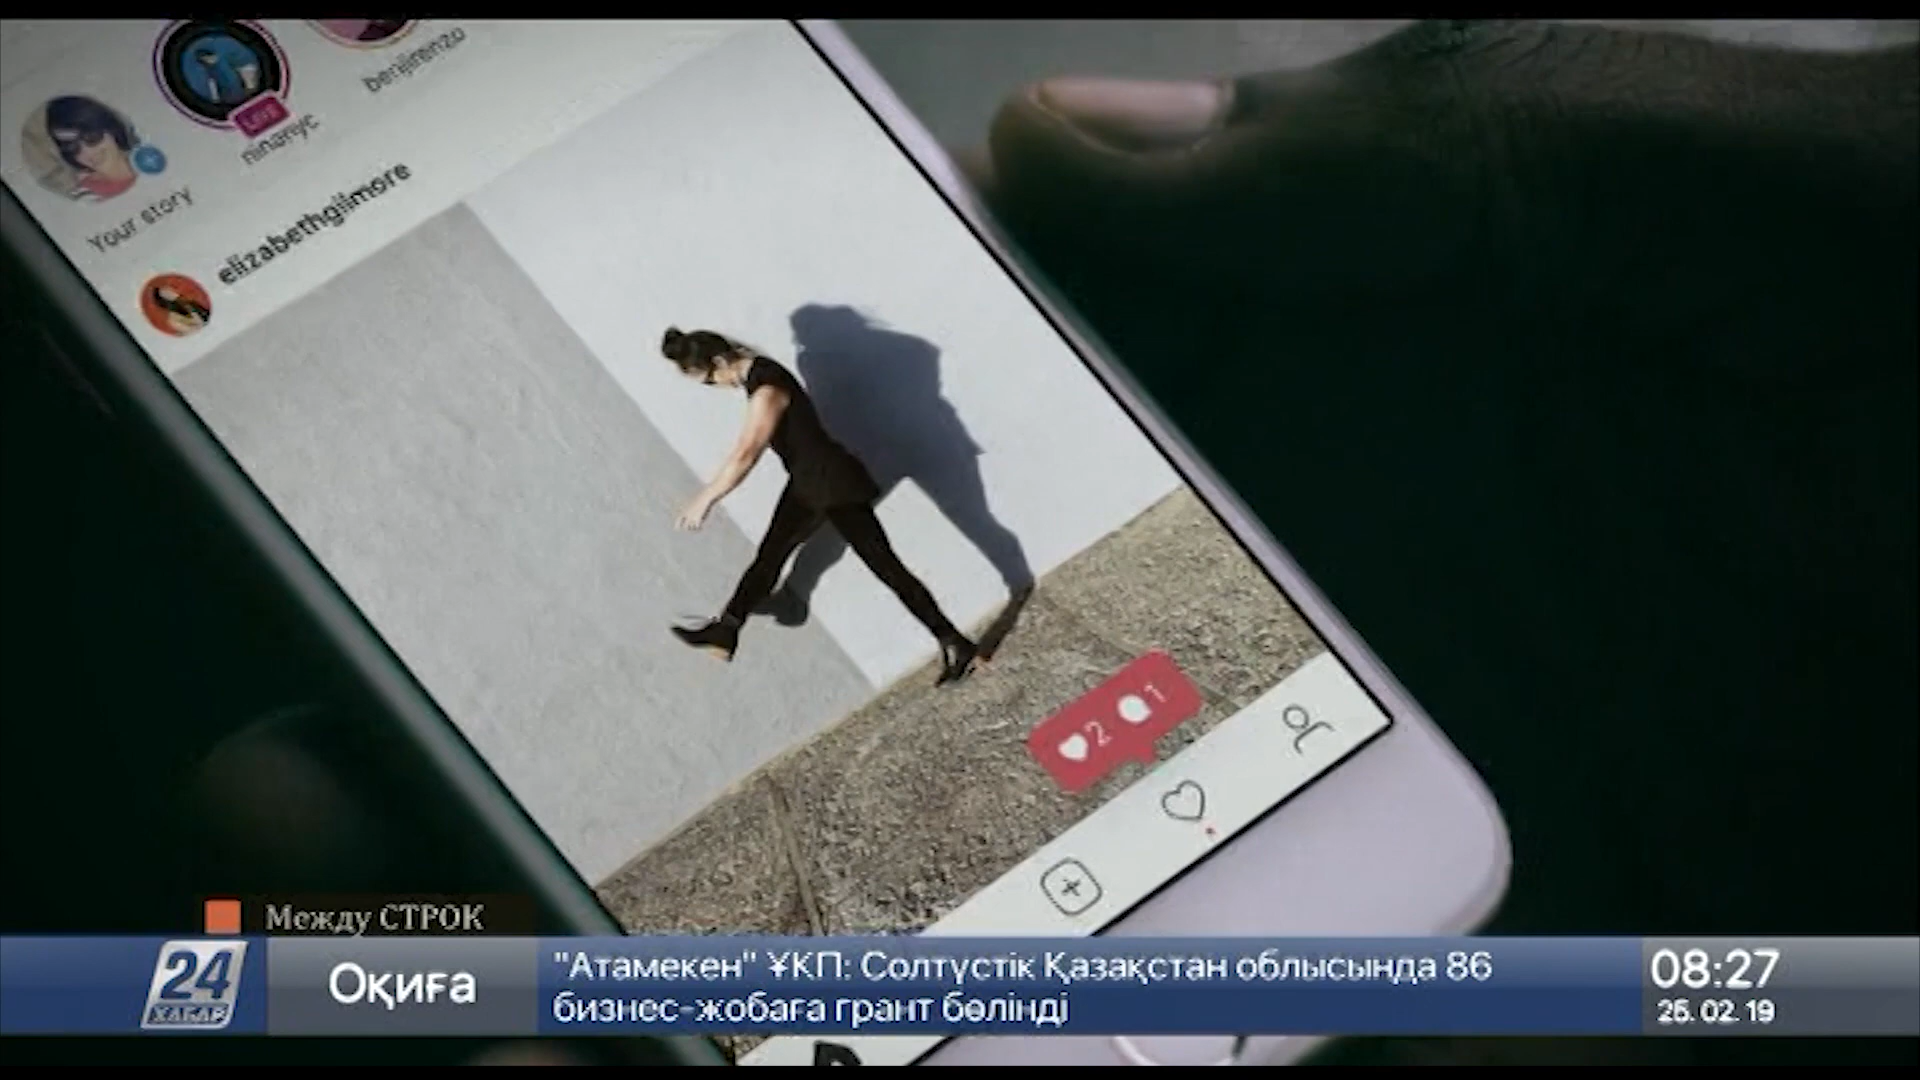 benjirenzo
LIVE
ninanyc
Your story
elizabethgilmore
2 1
Между СТРОК
24
ХАБАР
Оқиға
"Атамекен" ҰКП: Солтүстік Қазақстан облысында 86
бизнес-жобаға грант бөлінді
08:27
25.02.19